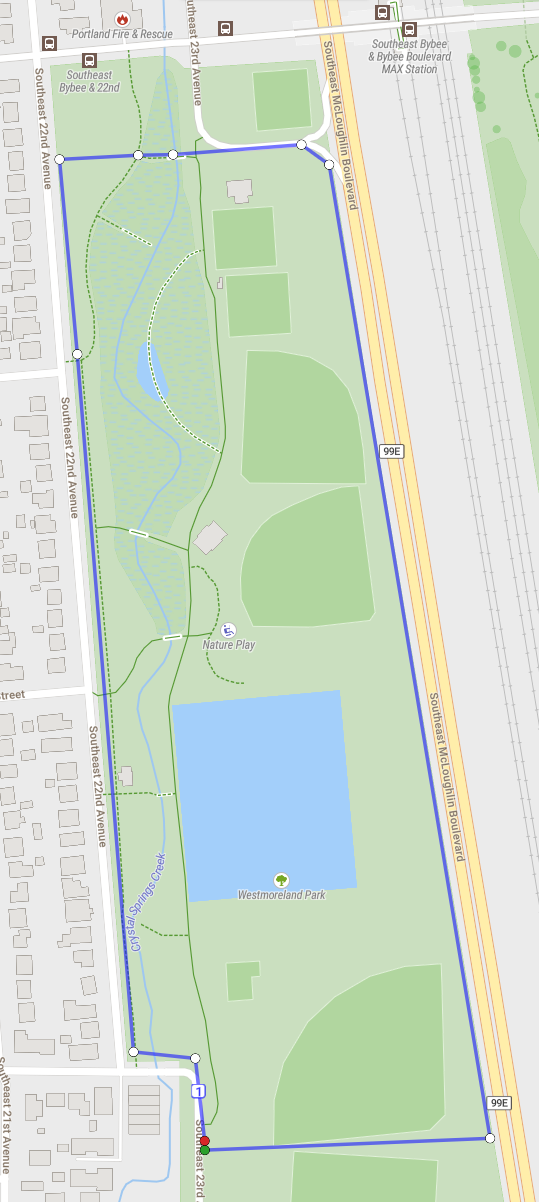 Portland Fire & Rescue
Southeast
Bybee & 22nd
Southeast 22nd Avenue
utheast 23rd Avenue
Southeast McLoughlin Boulevard
Southeast Bybee
& Bybee Boulevard
MAX Station
99E
Southeast 22nd Avenue
Nature Play
Street
Southeast 22nd Avenue
Southeast McLoughlin Boulevard
Crystal Springs Creek
Westmoreland Park
1
99E
Southeast 21st Avenue
Southeast 23rd